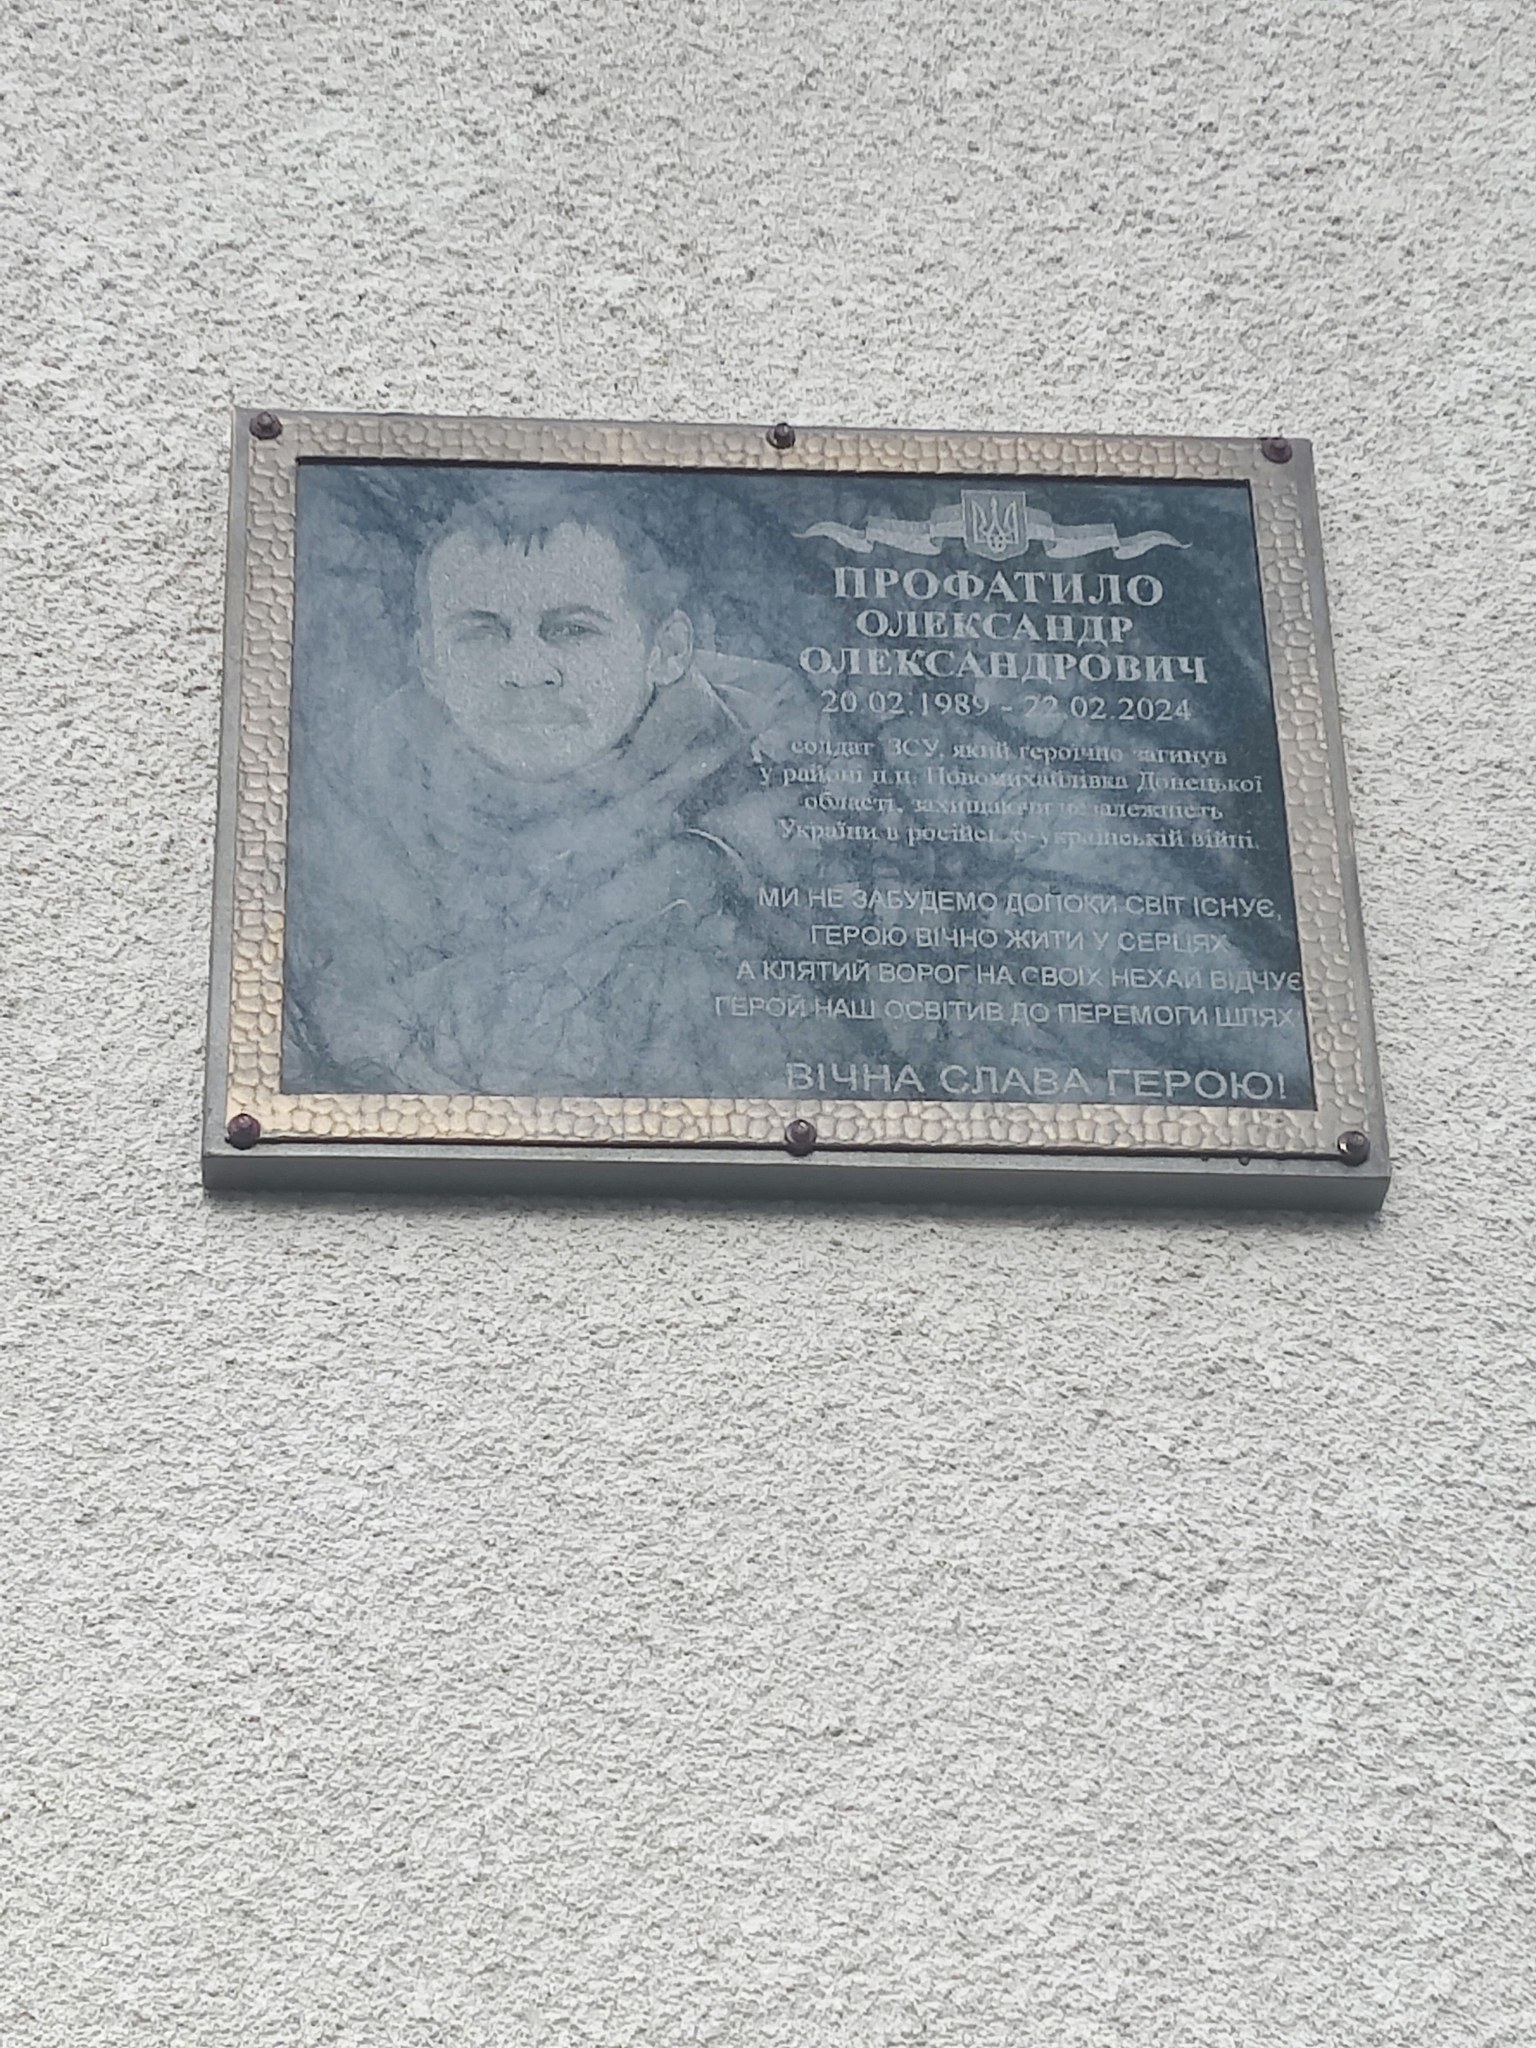 ПРОФАТИЛО
ОЛЕКСАНДР
ОЛЕКСАНДРОВИЧ
20.02.1989 - 22.02.2024
солдат ЗСУ, який героїчно загинув
у районі н.п. Новомихайлівка Донецької
області, захищаючи незалежність
України в російсько-українській війні.
МИ НЕ ЗАБУДЕМО ДОПОКИ СВІТ ІСНУЄ,
ГЕРОЮ ВІЧНО ЖИТИ У СЕРЦЯХ
А КЛЯТИЙ ВОРОГ НА СВОЇХ НЕХАЙ ВІДЧУЄ
ГЕРОЙ НАШ ОСВІТИВ ДО ПЕРЕМОГИ ШЛЯХ
ВІЧНА СЛАВА ГЕРОЮ!